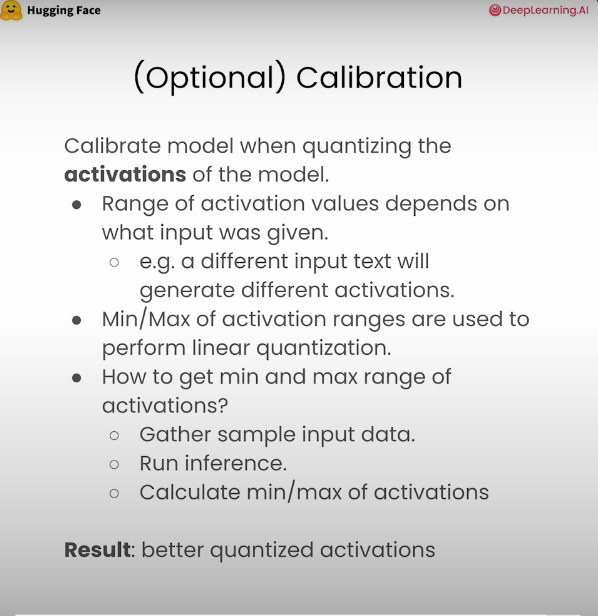 Hugging Face
DeepLearning.AI
(Optional) Calibration
Calibrate model when quantizing the
activations of the model.
● Range of activation values depends on
what input was given.
○ e.g. a different input text will
generate different activations.
● Min/Max of activation ranges are used to
perform linear quantization.
● How to get min and max range of
activations?
○ Gather sample input data.
○ Run inference.
○ Calculate min/max of activations
Result: better quantized activations